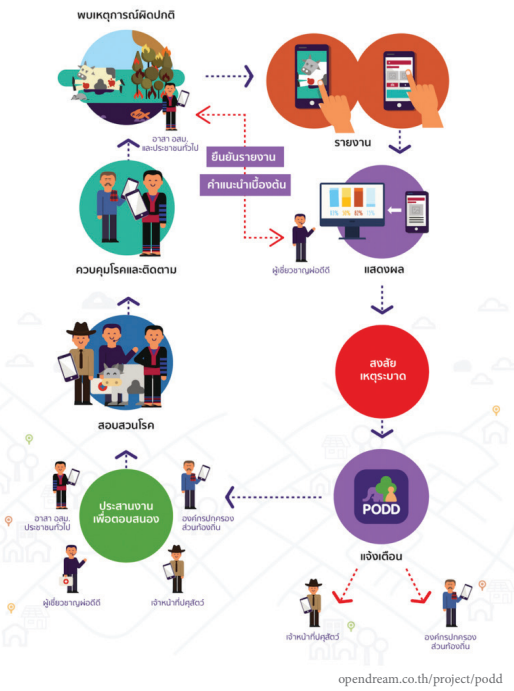 พบเหตุการณ์ผิดปกติ
อาสา อสม.
และประชาชนทั่วไป
รายงาน
ยืนยันรายงาน
คำแนะนำเบื้องต้น
ผู้เชี่ยวชาญผ่อดีดี
แสดงผล
ควบคุมโรคและติดตาม
สงสัย
เหตุระบาด
สอบสวนโรค
อาสา อสม.
ประชาชนทั่วไป
ประสานงาน
เพื่อตอบสนอง
องค์กรปกครอง
ส่วนท้องถิ่น
PODD
แจ้งเตือน
ผู้เชี่ยวชาญผ่อดีดี
เจ้าหน้าที่ปศุสัตว์
เจ้าหน้าที่ปศุสัตว์
องค์กรปกครอง
ส่วนท้องถิ่น
opendream.co.th/project/podd